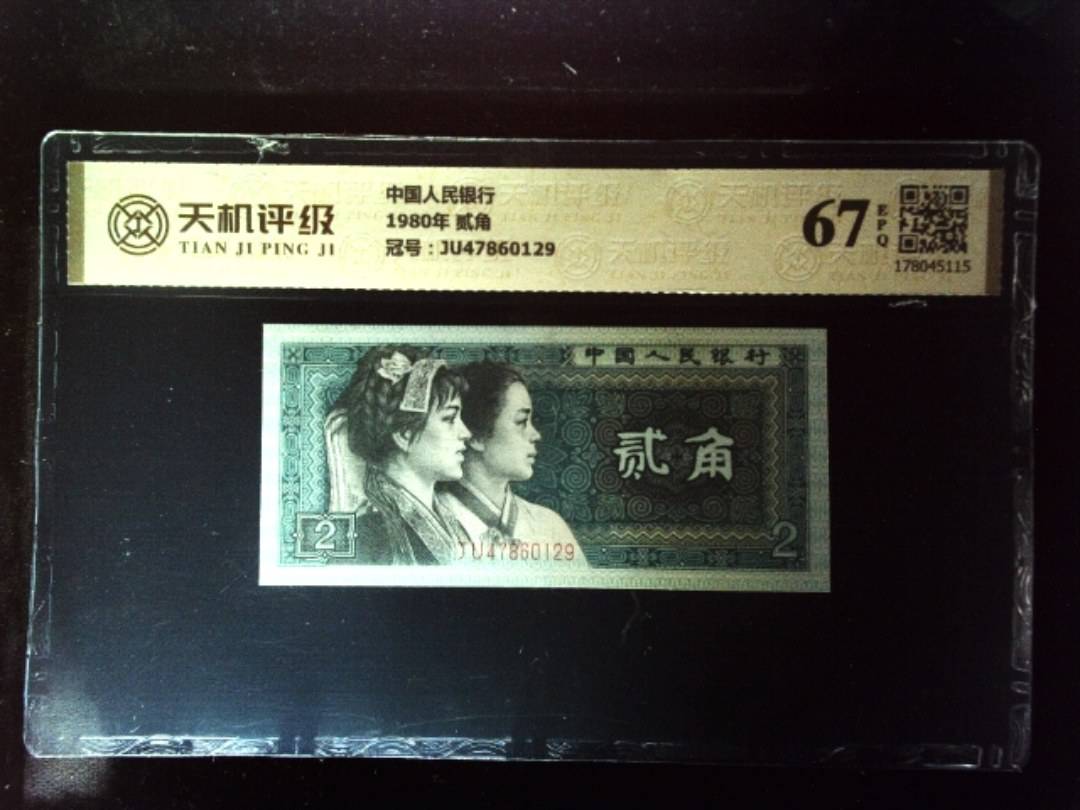 天机评级
TIAN JI PING JI
中国人民银行
1980年 贰角
冠号：JU47860129
67
EPQ
178045115
中国人民银行
贰角
2
2
JU47860129